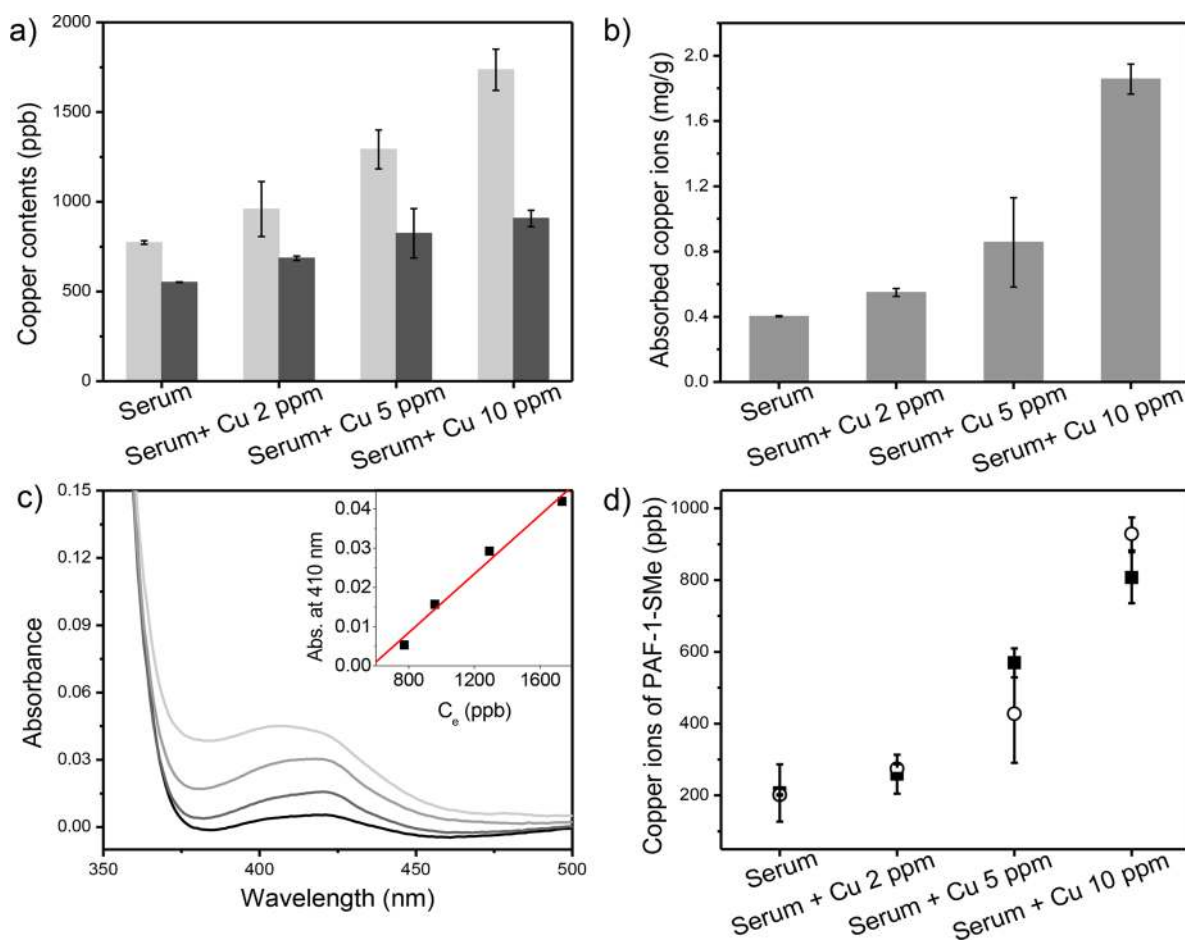 a)
2000
1500
1000
500
0
Copper contents (ppb)
Serum
Serum+ Cu 2 ppm
Serum+ Cu 5 ppm
Serum+ Cu 10 ppm
b)
2.0
1.6
1.2
0.8
0.4
0.0
Absorbed copper ions (mg/g)
Serum
Serum+ Cu 2 ppm
Serum+ Cu 5 ppm
Serum+ Cu 10 ppm
c)
0.15
0.12
0.09
0.06
0.03
0.00
Absorbance
350 400 450 500
Wavelength (nm)
0.04
0.03
0.02
0.01
0.00
Abs. at 410 nm
800 1200 1600
Ce (ppb)
d)
1000
800
600
400
200
Copper ions of PAF-1-SMe (ppb)
Serum
Serum + Cu 2 ppm
Serum + Cu 5 ppm
Serum + Cu 10 ppm